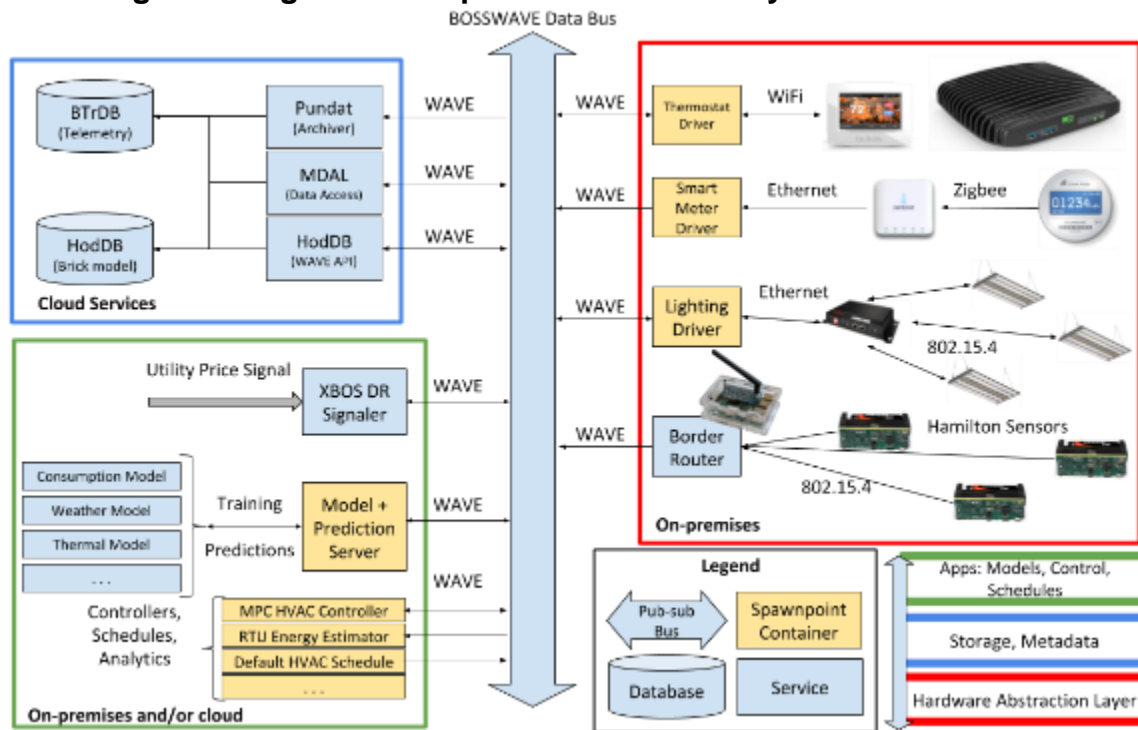 BOSSWAVE Data Bus
BTrDB
(Telemetry)
HodDB
(Brick model)
Pundat
(Archiver)
MDAL
(Data Access)
HodDB
(WAVE API)
Cloud Services
WAVE
WAVE
WAVE
Utility Price Signal
XBOS DR
Signaler
WAVE
Consumption Model
Weather Model
Thermal Model
. . .
Training
Predictions
Model +
Prediction
Server
WAVE
WAVE
Controllers,
Schedules,
Analytics
MPC HVAC Controller
RTU Energy Estimator
Default HVAC Schedule
. . .
On-premises and/or cloud
WAVE
Thermostat
Driver
WiFi
72
WAVE
Smart
Meter
Driver
Ethernet
Zigbee
01234
WAVE
Lighting
Driver
Ethernet
802.15.4
WAVE
Border
Router
Hamilton Sensors
802.15.4
On-premises
Legend
Pub-sub
Bus
Spawnpoint
Container
Database
Service
Apps: Models, Control,
Schedules
Storage, Metadata
Hardware Abstraction Layer